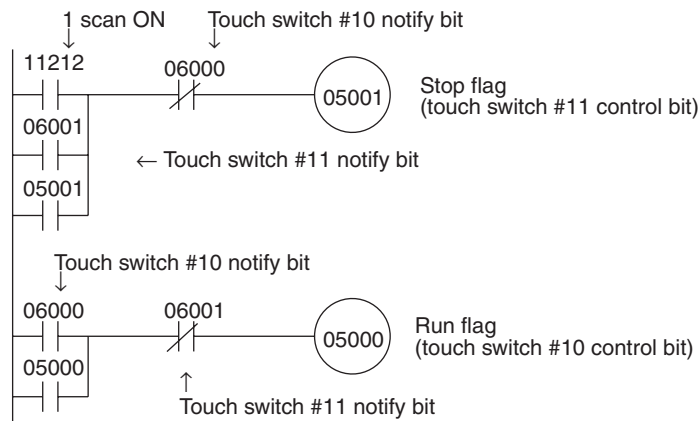 1 scan ON
Touch switch #10 notify bit
↓
↓
11212
06000
05001
Stop flag
(touch switch #11 control bit)
06001
← Touch switch #11 notify bit
05001
Touch switch #10 notify bit
↓
06000
06001
05000
Run flag
(touch switch #10 control bit)
05000
↑
Touch switch #11 notify bit